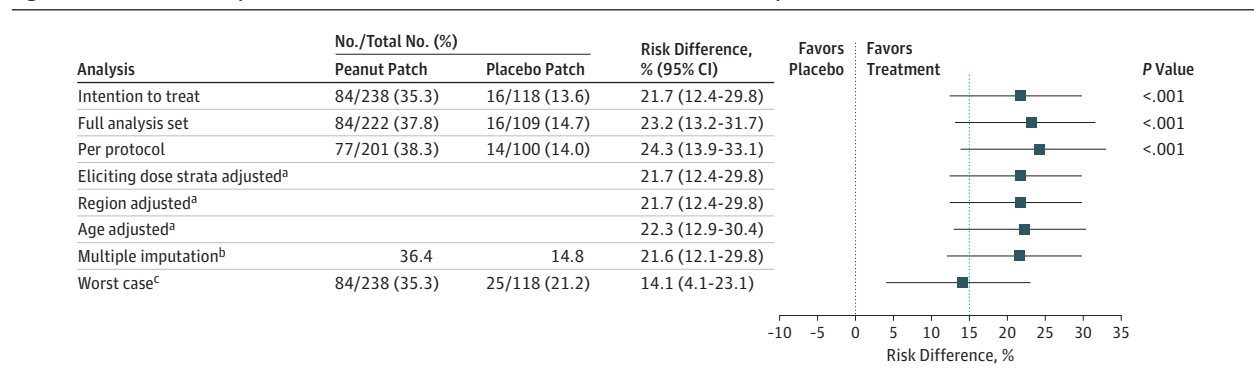 No./Total No. (%)
Analysis Peanut Patch Placebo Patch Risk Difference, % (95% CI) Favors Placebo Favors Treatment P Value
Intention to treat 84/238 (35.3) 16/118 (13.6) 21.7 (12.4-29.8) <.001
Full analysis set 84/222 (37.8) 16/109 (14.7) 23.2 (13.2-31.7) <.001
Per protocol 77/201 (38.3) 14/100 (14.0) 24.3 (13.9-33.1) <.001
Eliciting dose strata adjustedª 21.7 (12.4-29.8)
Region adjustedª 21.7 (12.4-29.8)
Age adjustedª 22.3 (12.9-30.4)
Multiple imputationᵇ 36.4 14.8 21.6 (12.1-29.8)
Worst caseᶜ 84/238 (35.3) 25/118 (21.2) 14.1 (4.1-23.1)
-10 -5 0 5 10 15 20 25 30 35
Risk Difference, %